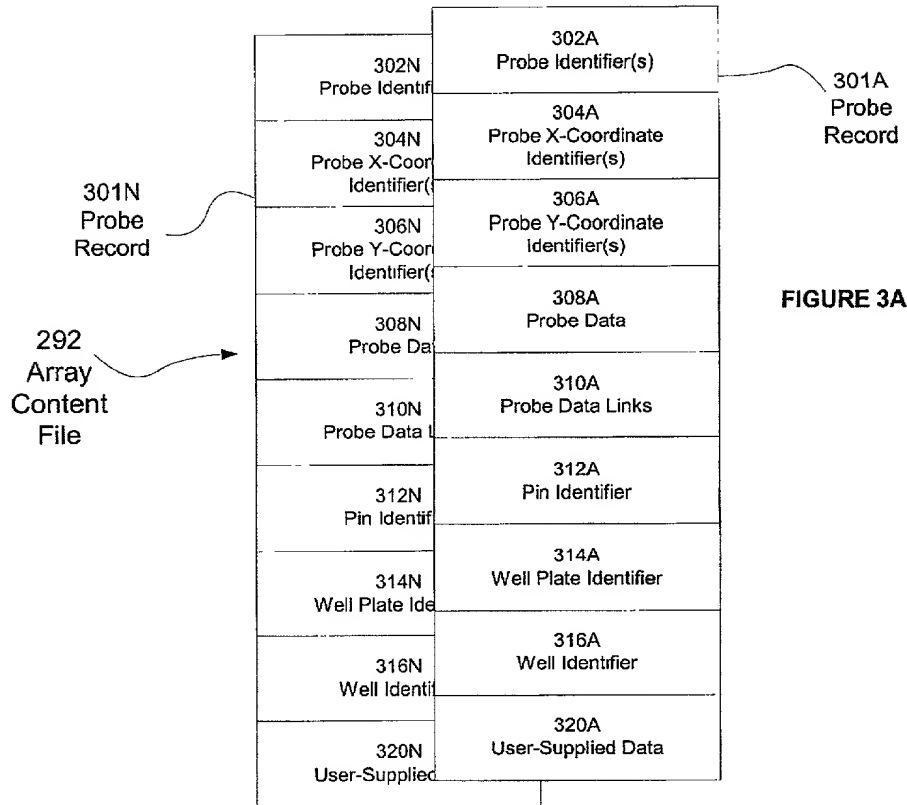 302A
Probe Identifier(s)
304A
Probe X-Coordinate
Identifier(s)
306A
Probe Y-Coordinate
Identifier(s)
308A
Probe Data
310A
Probe Data Links
312A
Pin Identifier
314A
Well Plate Identifier
316A
Well Identifier
320A
User-Supplied Data
301A
Probe
Record
302N
Probe Identif
304N
Probe X-Coor
Identifier(s
306N
Probe Y-Coor
Identifier(s
308N
Probe Dat
310N
Probe Data L
312N
Pin Identif
314N
Well Plate Ide
316N
Well Identif
320N
User-Supplied
301N
Probe
Record
292
Array
Content
File
FIGURE 3A